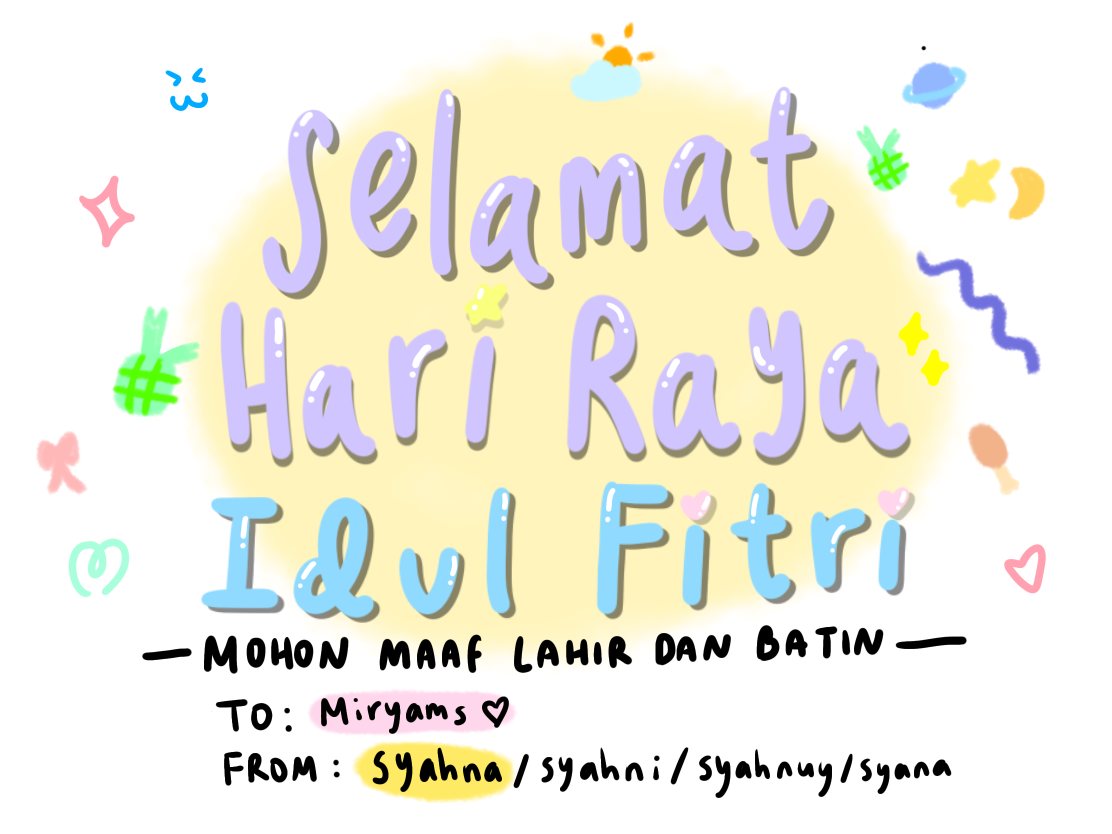 Selamat
Hari Raya
Idul Fitri
— MOHON MAAF LAHIR DAN BATIN —
TO: Miryams ♡
FROM: Syahna / syahni / syahnuy / syana